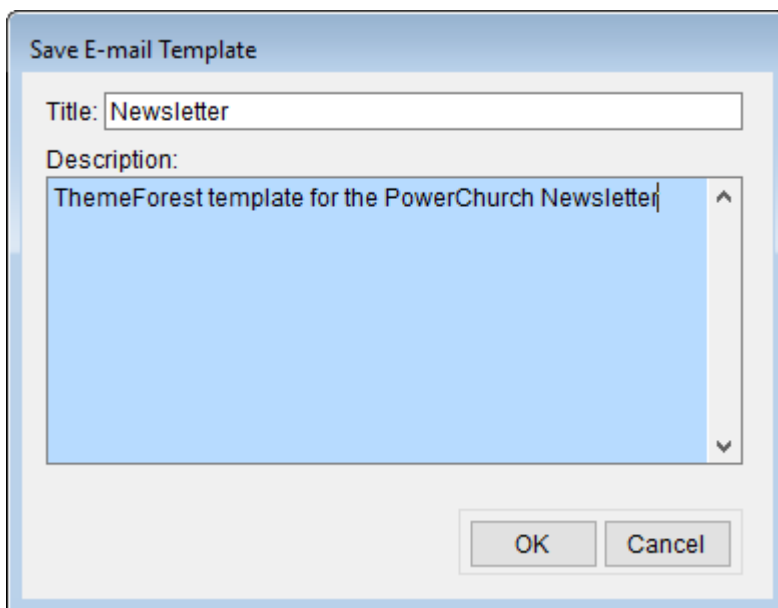 Save E-mail Template
Title: Newsletter
Description:
ThemeForest template for the PowerChurch Newsletter
OK Cancel